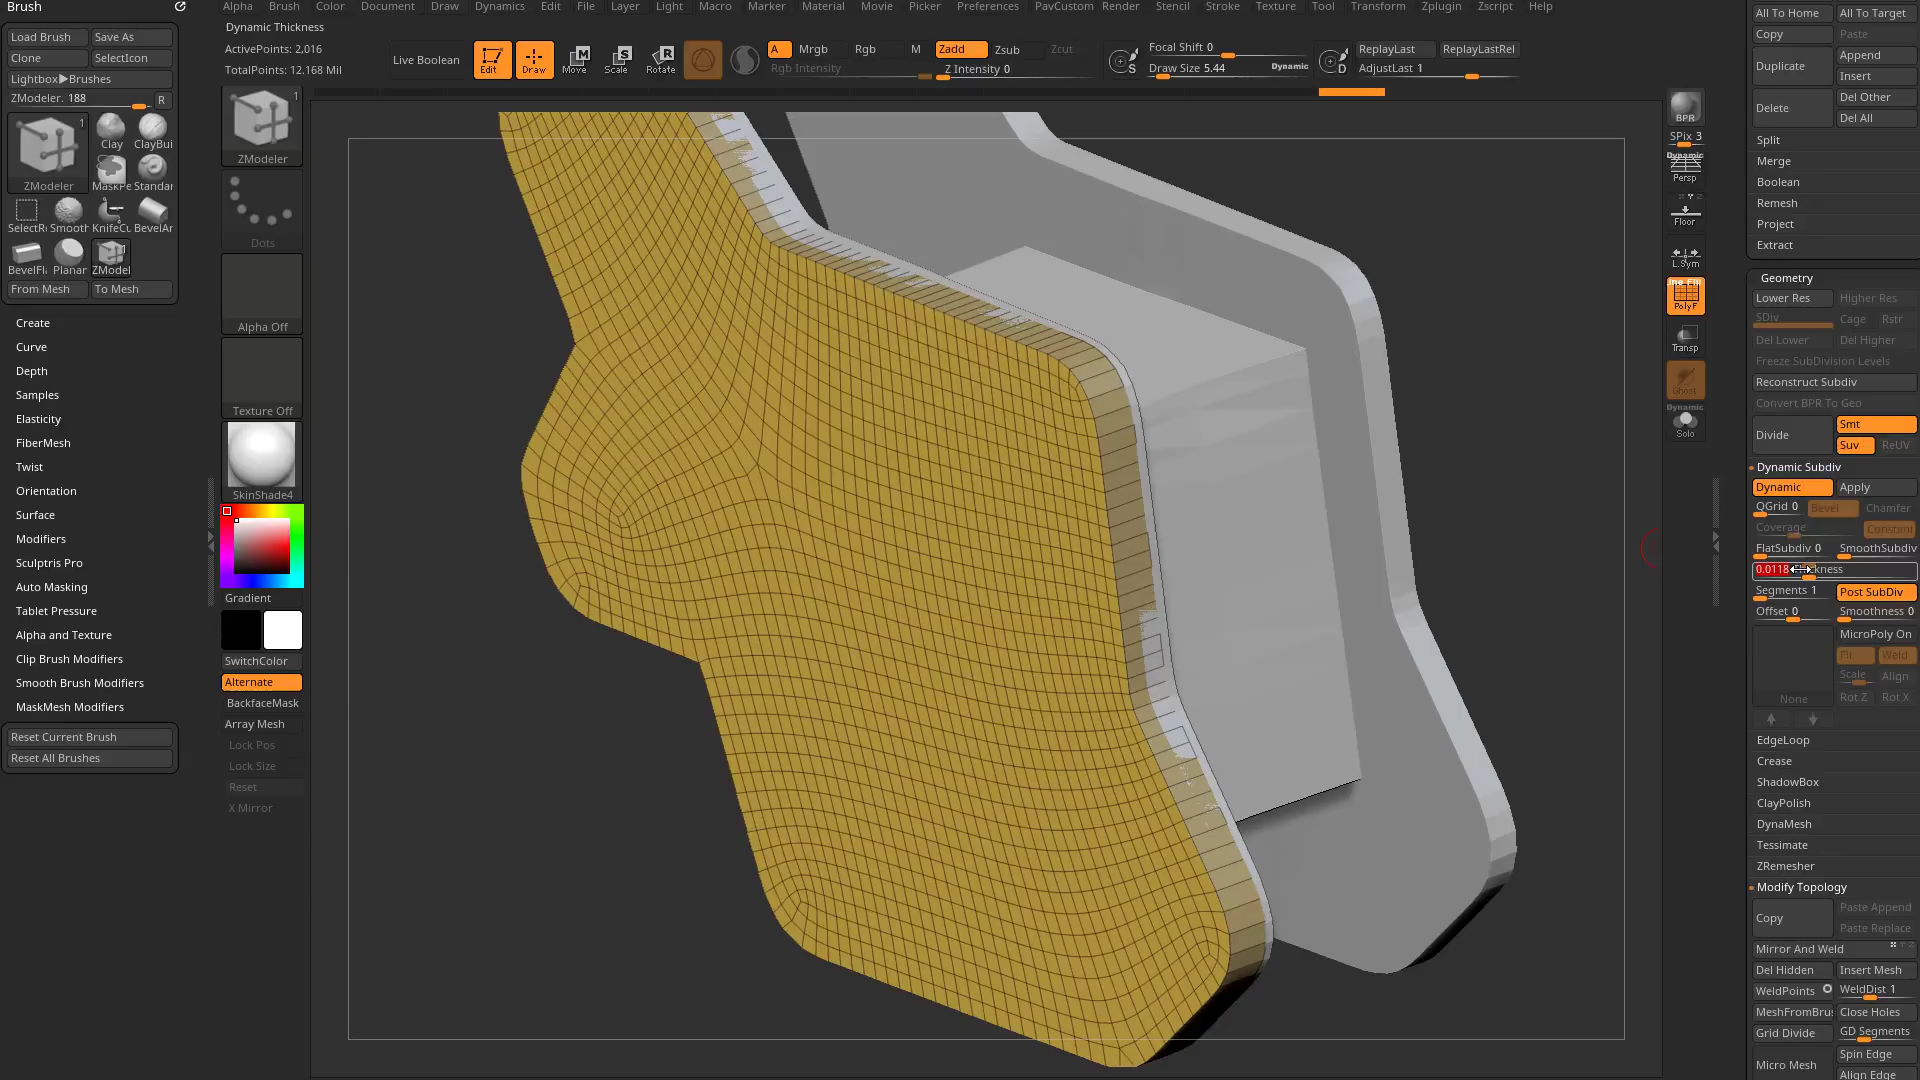 Brush
Alpha Brush Color Document Draw Dynamics Edit File Layer Light Macro Marker Material Movie Picker Preferences PavCustom Render Stencil Stroke Texture Tool Transform Zplugin Zscript Help
Dynamic Thickness
ActivePoints: 2,016
TotalPoints: 12.168 Mil
Live Boolean
Edit
Draw
Move
Scale
Rotate
A
Mrgb
Rgb
M
Zadd
Zsub
Zcut
Rgb Intensity
Z Intensity 0
S
Focal Shift 0
Draw Size 5.44
Dynamic
D
ReplayLast
ReplayLastRel
AdjustLast 1
Load Brush
Save As
Clone
SelectIcon
Lightbox▶Brushes
ZModeler. 188
R
1
ZModeler
Clay
ClayBui
MaskPe
Standar
SelectRe
Smooth
KnifeCu
BevelAr
BevelFl
Planar
ZModel
From Mesh
To Mesh
Create
Curve
Depth
Samples
Elasticity
FiberMesh
Twist
Orientation
Surface
Modifiers
Sculptris Pro
Auto Masking
Tablet Pressure
Alpha and Texture
Clip Brush Modifiers
Smooth Brush Modifiers
MaskMesh Modifiers
Reset Current Brush
Reset All Brushes
1
ZModeler
Dots
Alpha Off
Texture Off
SkinShade4
Gradient
SwitchColor
Alternate
BackfaceMask
Array Mesh
Lock Pos
Lock Size
Reset
X Mirror
BPR
SPix 3
Dynamic
Persp
Floor
L.Sym
PolyF
Transp
Ghost
Dynamic
Solo
All To Home
All To Target
Copy
Paste
Duplicate
Append
Insert
Delete
Del Other
Del All
Split
Merge
Boolean
Remesh
Project
Extract
Geometry
Lower Res
Higher Res
SDiv
Cage
Rstr
Del Lower
Del Higher
Freeze SubDivision Levels
Reconstruct Subdiv
Convert BPR To Geo
Divide
Smt
Suv
ReUV
Dynamic Subdiv
Dynamic
Apply
QGrid 0
Bevel
Chamfer
Coverage
Constant
FlatSubdiv 0
SmoothSubdiv
0.0118
ckness
Segments 1
Post SubDiv
Offset 0
Smoothness 0
MicroPoly On
Fit
Weld
Scale
Align
None
Rot Z
Rot X
EdgeLoop
Crease
ShadowBox
ClayPolish
DynaMesh
Tessimate
ZRemesher
Modify Topology
Copy
Paste Append
Paste Replace
Mirror And Weld
Del Hidden
Insert Mesh
WeldPoints
WeldDist 1
MeshFromBrus
Close Holes
Grid Divide
GD Segments
Micro Mesh
Spin Edge
Align Edge